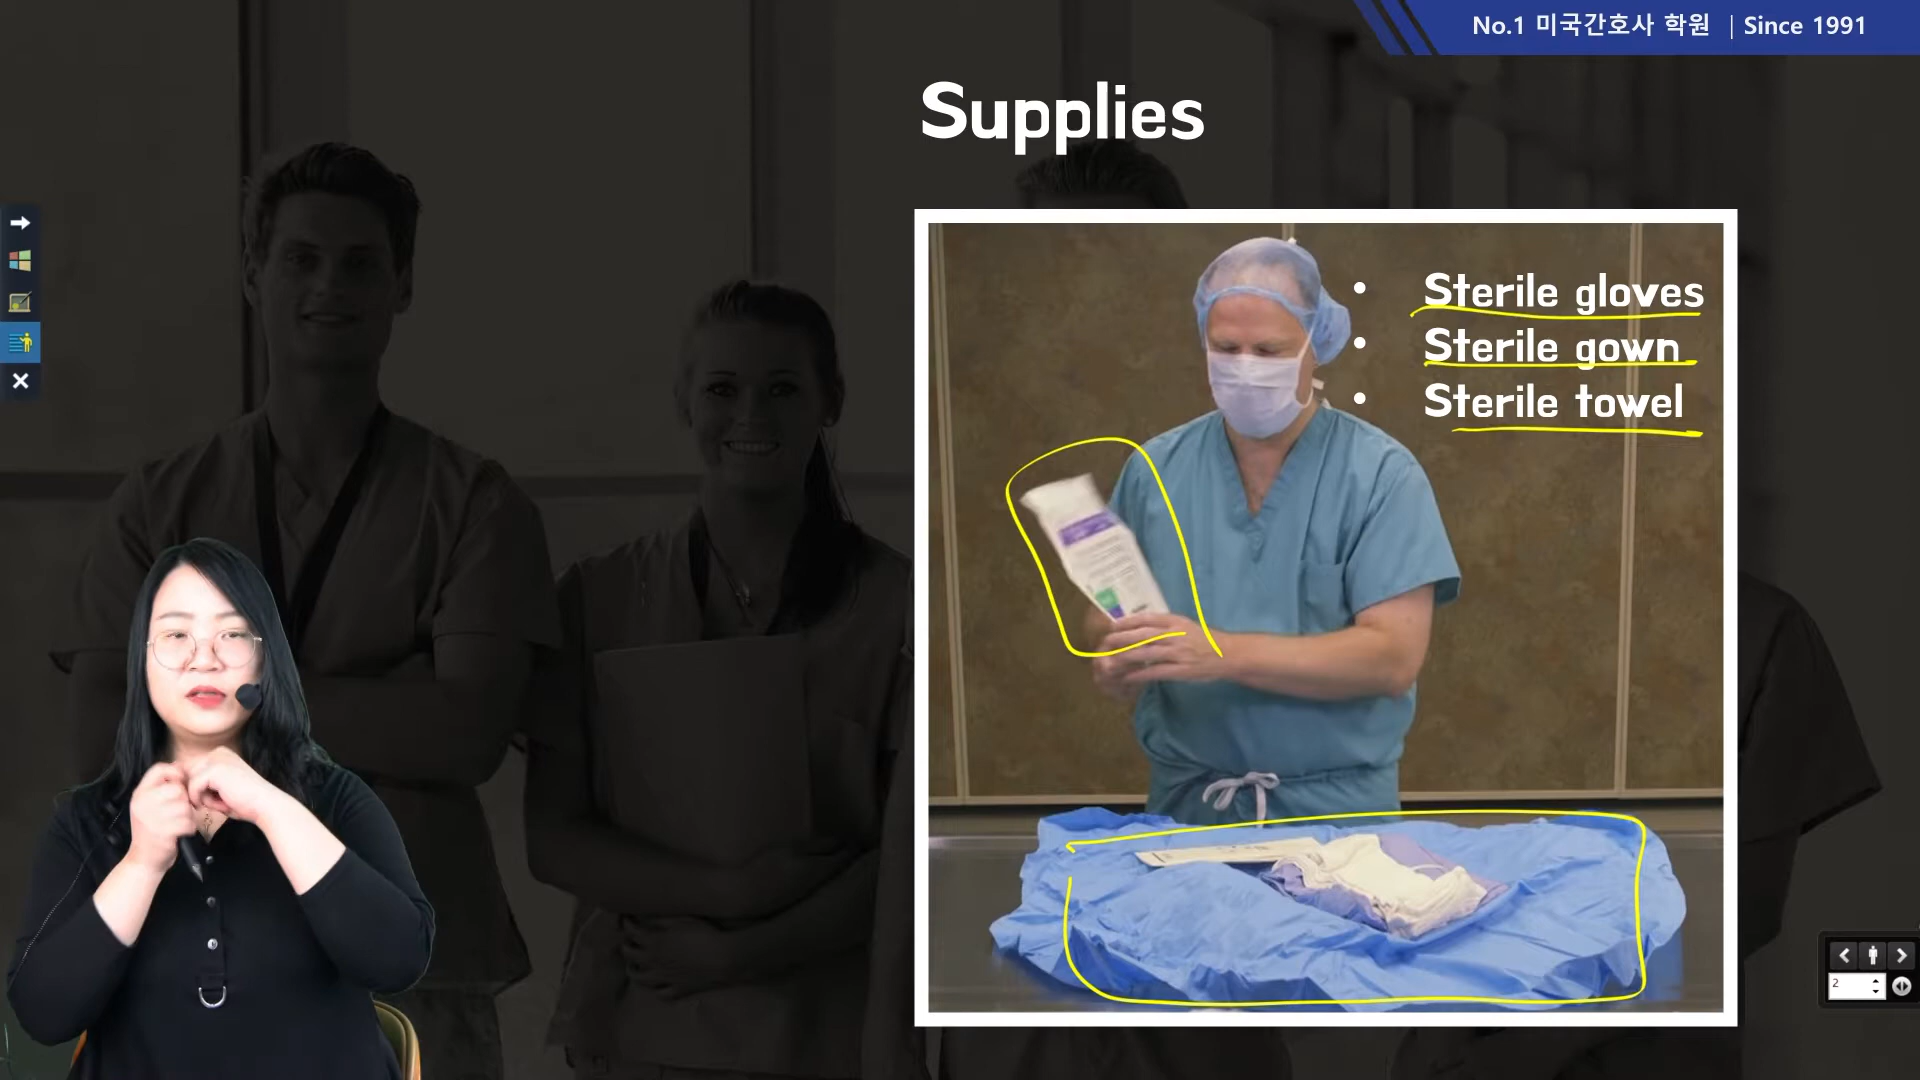 No.1 미국간호사 학원 | Since 1991
Supplies
• Sterile gloves
• Sterile gown
• Sterile towel
2